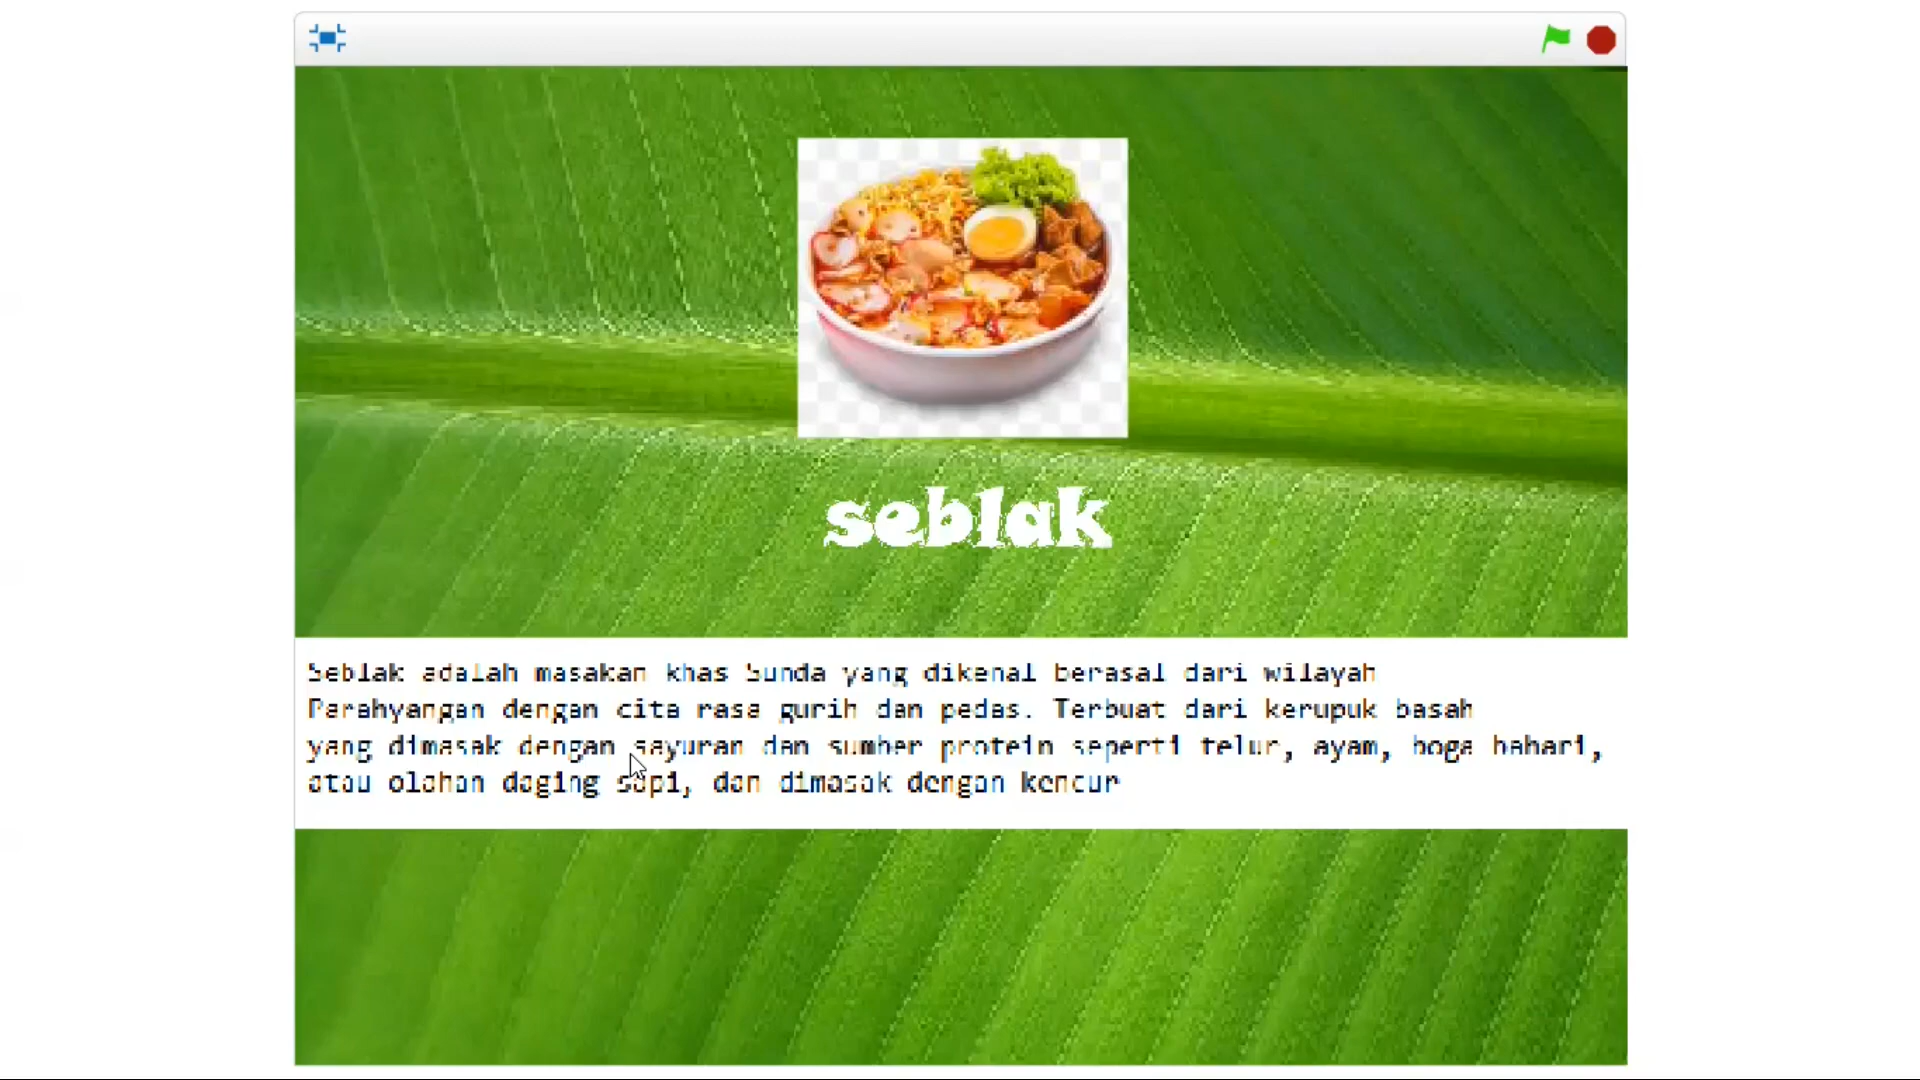 seblak
Seblak adalah masakan khas Sunda yang dikenal berasal dari wilayah
Parahyangan dengan cita rasa gurih dan pedas. Terbuat dari kerupuk basah
yang dimasak dengan sayuran dan sumber protein seperti telur, ayam, boga bahari,
atau olahan daging sapi, dan dimasak dengan kencur